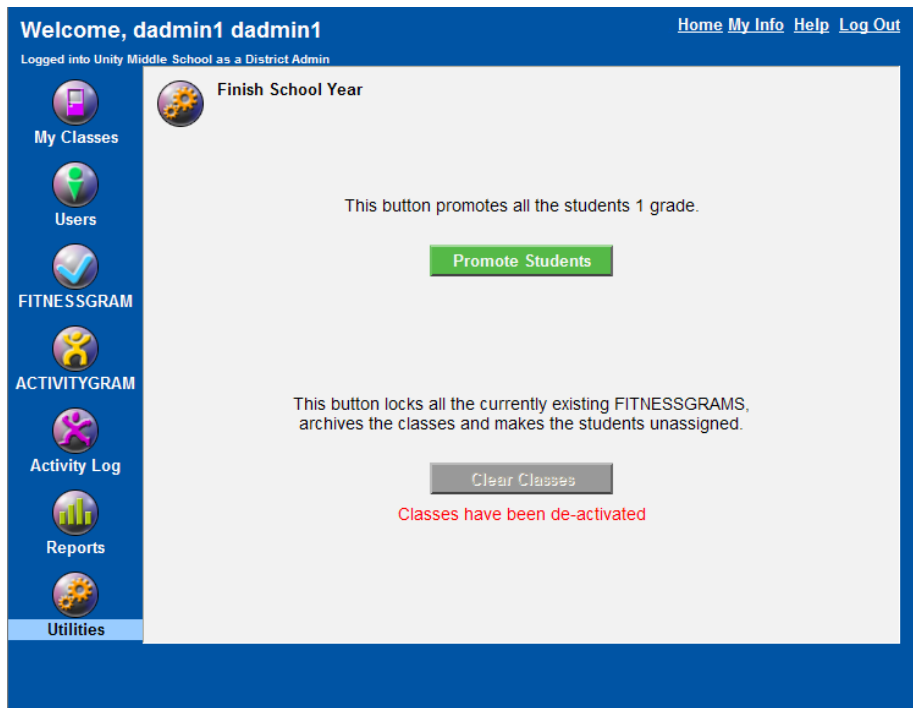 Welcome, dadmin1 dadmin1
Home My Info Help Log Out
Logged into Unity Middle School as a District Admin
Finish School Year
My Classes
Users
FITNESSGRAM
ACTIVITYGRAM
Activity Log
Reports
Utilities
This button promotes all the students 1 grade.
Promote Students
This button locks all the currently existing FITNESSGRAMS,
archives the classes and makes the students unassigned.
Clear Classes
Classes have been de-activated